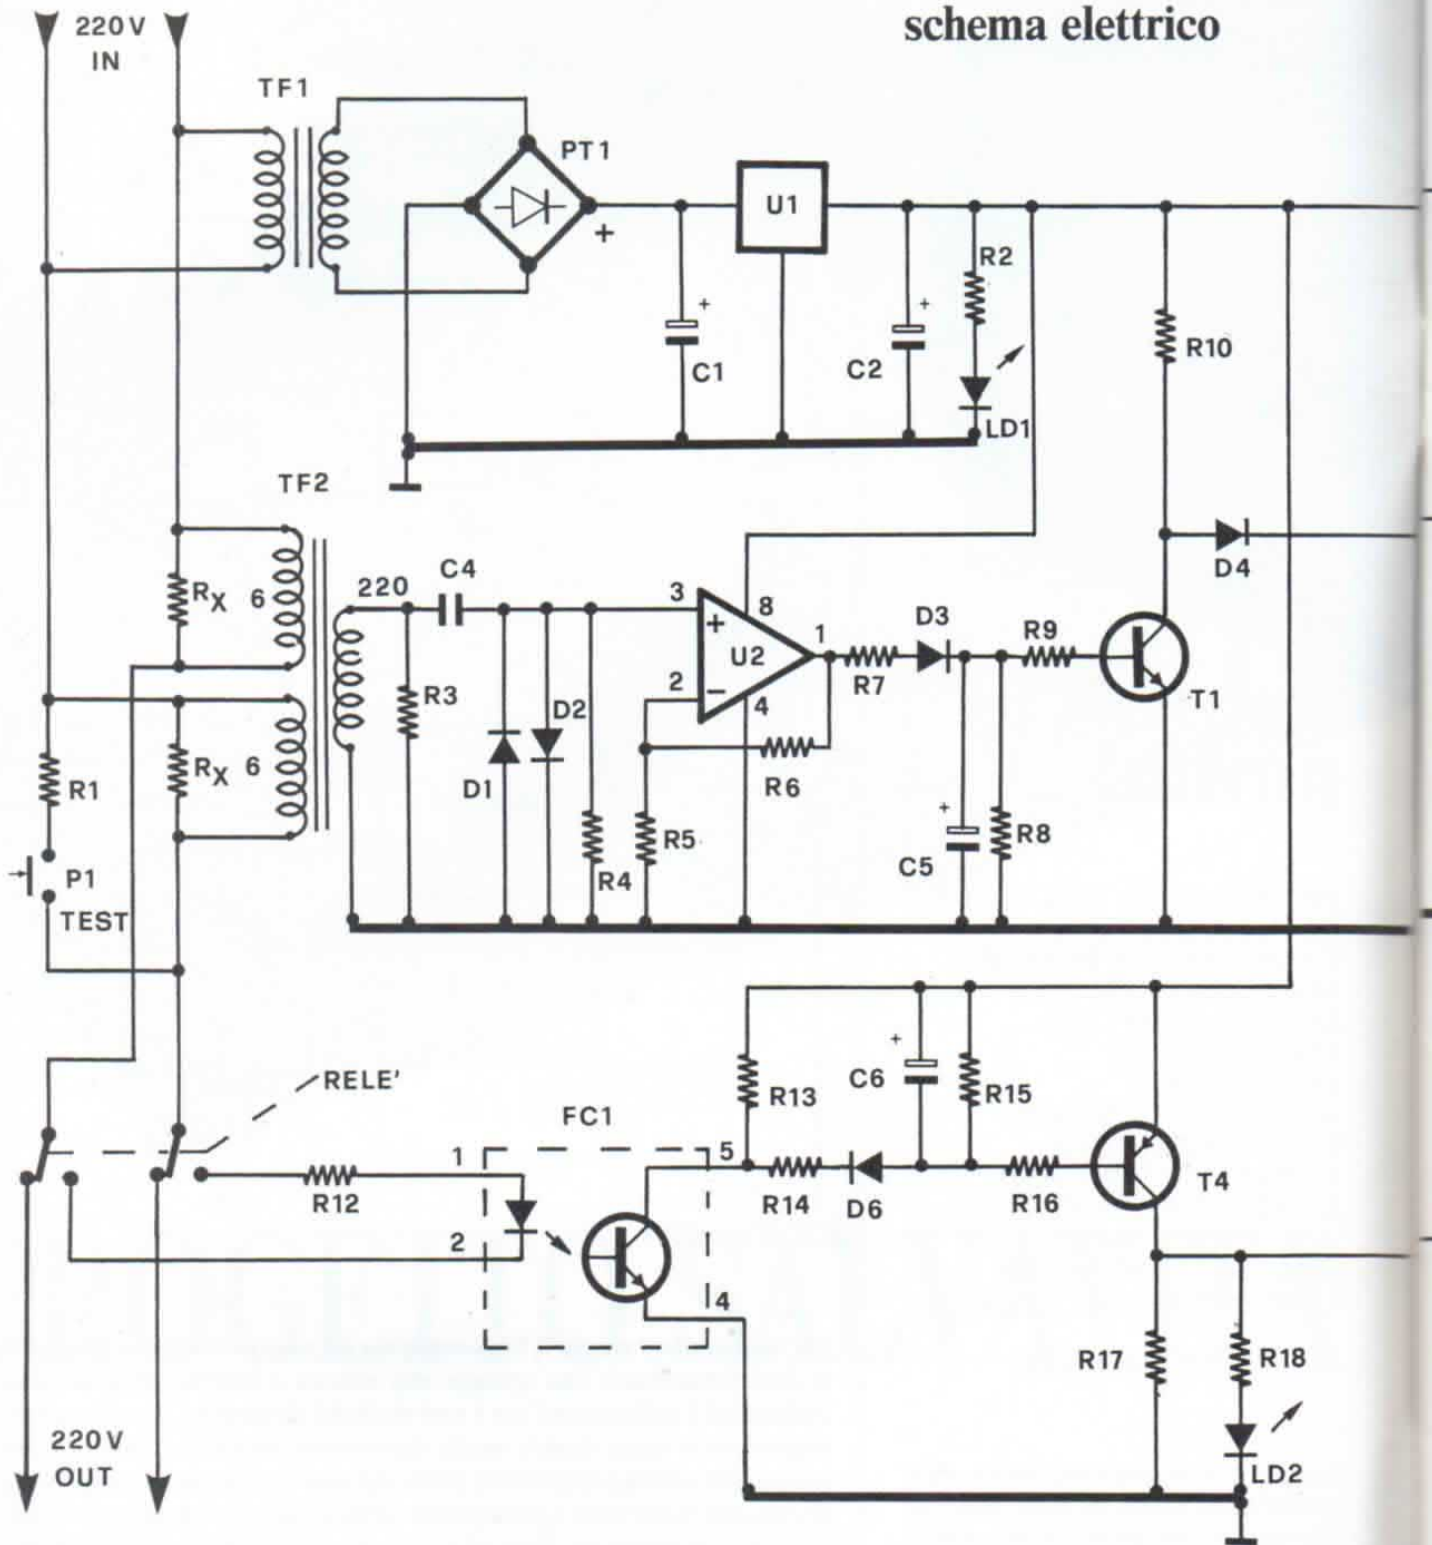 schema elettrico
220V
IN
TF1
PT1
+
U1
+
C1
+
C2
R2
LD1
R10
TF2
RX
6
220
C4
3
+
8
U2
1
2
−
4
R7
D3
R9
T1
D4
R3
D1
D2
R6
R1
RX
6
R4
R5
+
C5
R8
P1
TEST
RELE'
FC1
R13
+
C6
R15
1
R12
2
5
R14
D6
R16
T4
4
R17
R18
LD2
220V
OUT